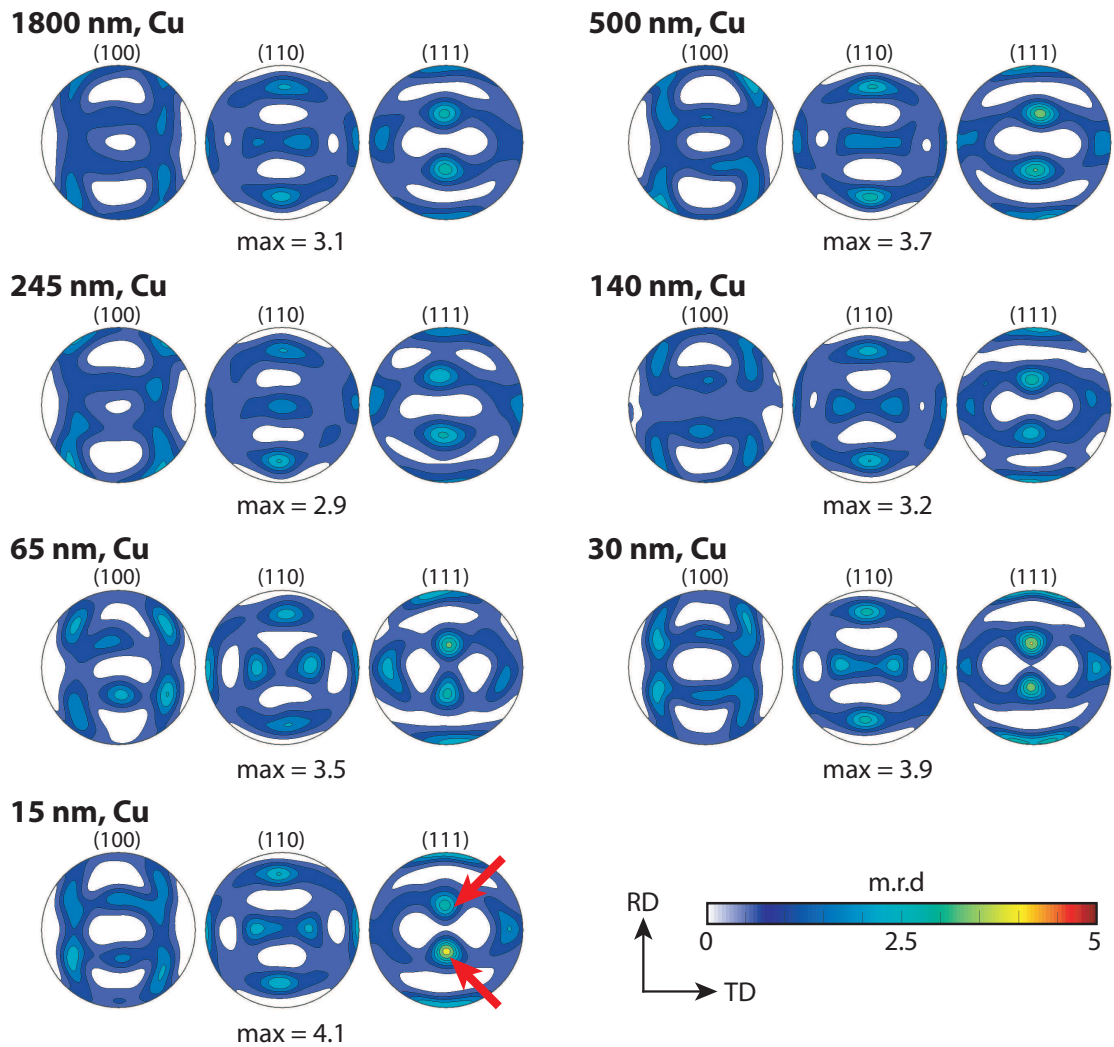 1800 nm, Cu
(100) (110) (111)
max = 3.1
500 nm, Cu
(100) (110) (111)
max = 3.7
245 nm, Cu
(100) (110) (111)
max = 2.9
140 nm, Cu
(100) (110) (111)
max = 3.2
65 nm, Cu
(100) (110) (111)
max = 3.5
30 nm, Cu
(100) (110) (111)
max = 3.9
15 nm, Cu
(100) (110) (111)
max = 4.1
RD
TD
m.r.d
0 2.5 5